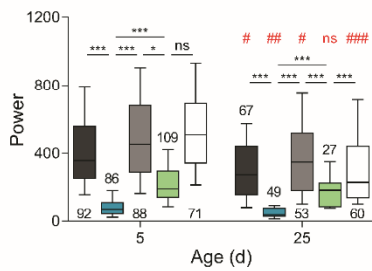 # ## # ns ###
*** ***
*** *** * ns *** *** *** ***
1200
800
400
0
Power
92 86 88 109 71
67 49 53 27 60
5 25
Age (d)